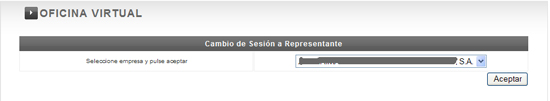 OFICINA VIRTUAL
Cambio de Sesión a Representante
Seleccione empresa y pulse aceptar
, S.A.
Aceptar